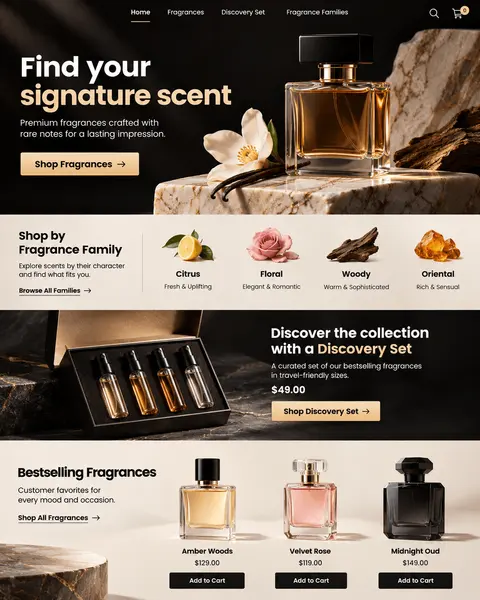 Home
Fragrances
Discovery Set
Fragrance Families
0
Find your
signature scent
Premium fragrances crafted with
rare notes for a lasting impression.
Shop Fragrances →
Shop by
Fragrance Family
Explore scents by their character
and find what fits you.
Browse All Families →
Citrus
Fresh & Uplifting
Floral
Elegant & Romantic
Woody
Warm & Sophisticated
Oriental
Rich & Sensual
Discover the collection
with a Discovery Set
A curated set of our bestselling fragrances
in travel-friendly sizes.
$49.00
Shop Discovery Set →
Bestselling Fragrances
Customer favorites for
every mood and occasion.
Shop All Fragrances →
Amber Woods
$129.00
Add to Cart
Velvet Rose
$119.00
Add to Cart
Midnight Oud
$149.00
Add to Cart